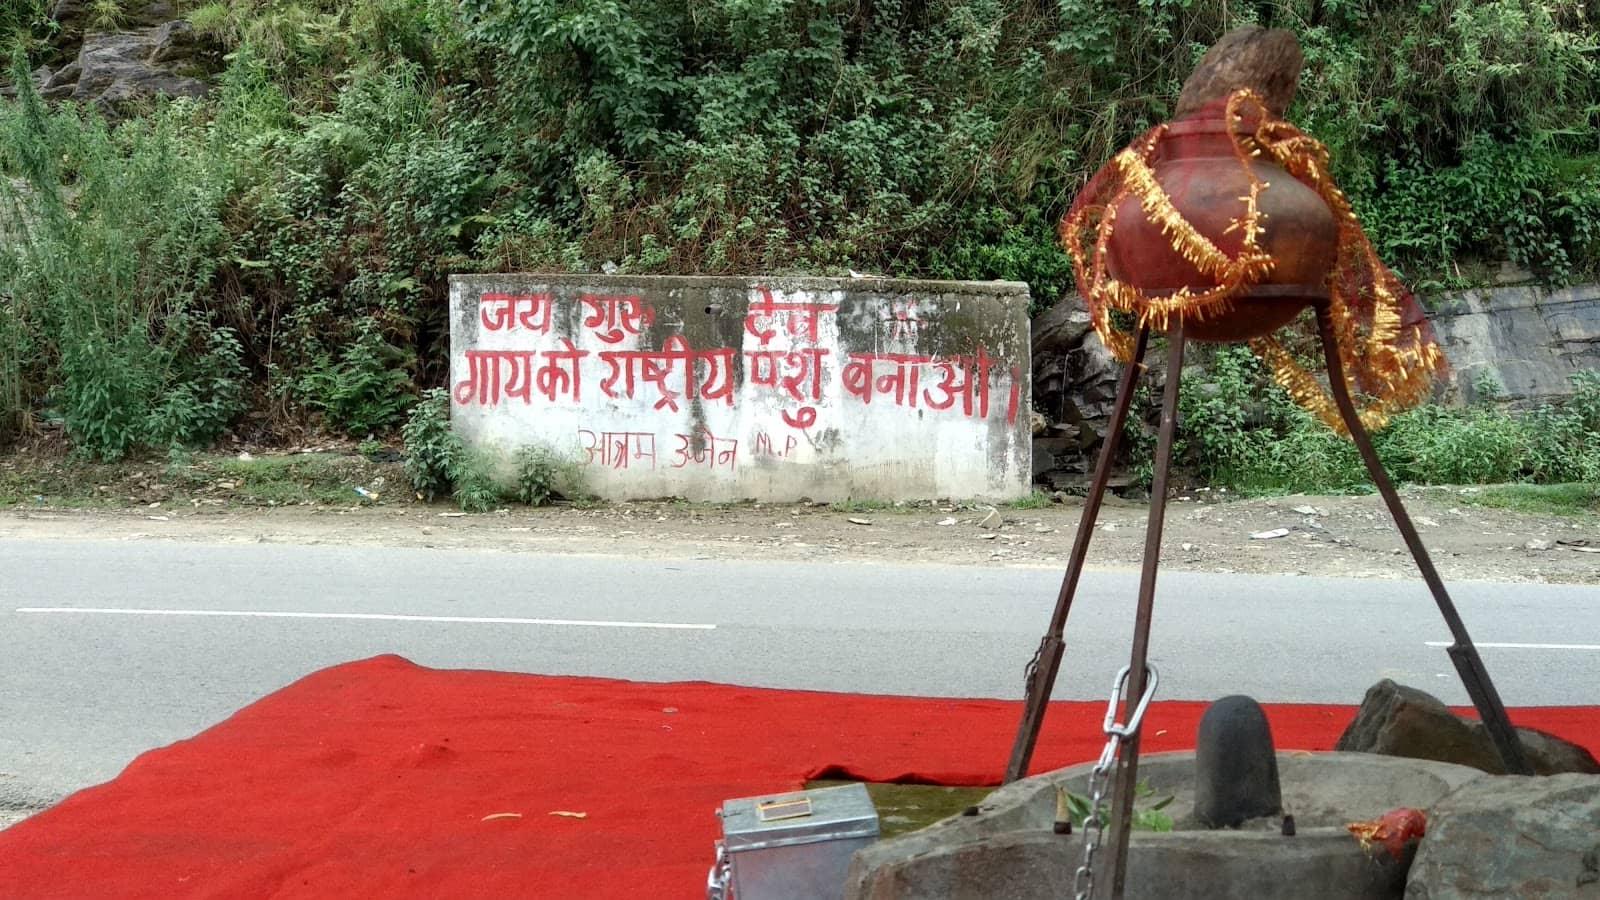 जय गुरु देव
गायको राष्ट्रीय पशु बनाओ।
आश्रम उज्जेन M.P